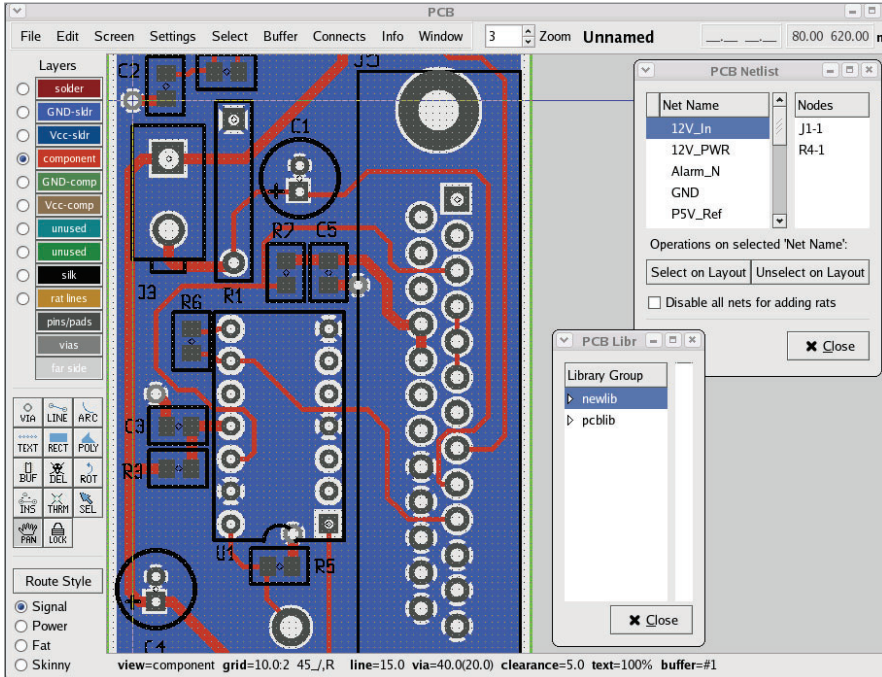 PCB
File Edit Screen Settings Select Buffer Connects Info Window 3 Zoom Unnamed __.__ __.__ 80.00 620.00
Layers
solder
GND-sldr
Vcc-sldr
component
GND-comp
Vcc-comp
unused
unused
silk
rat lines
pins/pads
vias
far side
VIA LINE ARC
TEXT RECT POLY
BUF DEL ROT
INS THRM SEL
PAN LOCK
Route Style
Signal
Power
Fat
Skinny
C2
C1
R7 C5
J3 R1
R6
R3
U1 R5
C4
PCB Netlist
Net Name Nodes
12V_In J1-1
12V_PWR R4-1
Alarm_N
GND
P5V_Ref
Operations on selected 'Net Name':
Select on Layout Unselect on Layout
Disable all nets for adding rats
Close
PCB Libr
Library Group
newlib
pcblib
Close
view=component grid=10.0:2 45_/,R line=15.0 via=40.0(20.0) clearance=5.0 text=100% buffer=#1